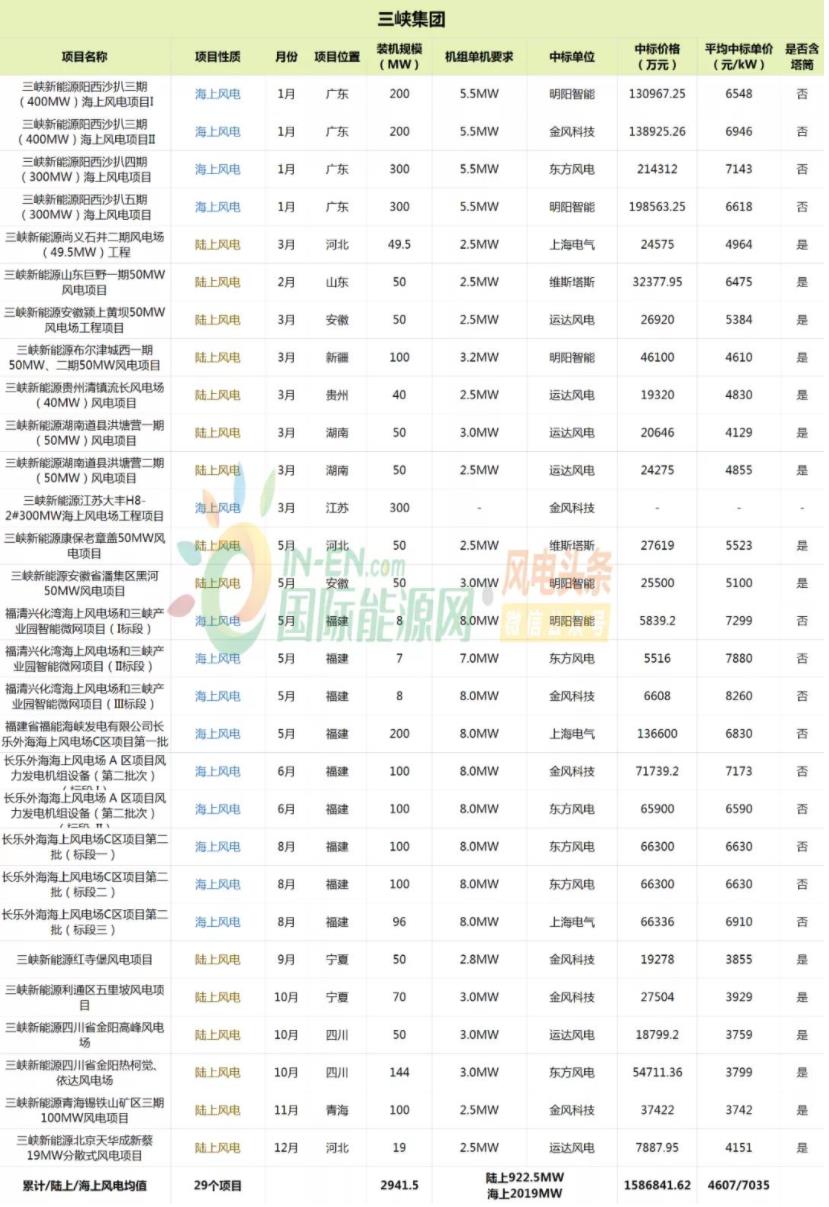 三峡集团
项目名称 项目性质 月份 项目位置 装机规模（MW） 机组单机要求 中标单位 中标价格（万元） 平均中标单价（元/kW） 是否含塔筒
三峡新能源阳西沙扒三期
（400MW）海上风电项目I 海上风电 1月 广东 200 5.5MW 明阳智能 130967.25 6548 否
三峡新能源阳西沙扒三期
（400MW）海上风电项目II 海上风电 1月 广东 200 5.5MW 金风科技 138925.26 6946 否
三峡新能源阳西沙扒四期
（300MW）海上风电项目 海上风电 1月 广东 300 5.5MW 东方风电 214312 7143 否
三峡新能源阳西沙扒五期
（300MW）海上风电项目 海上风电 1月 广东 300 5.5MW 明阳智能 198563.25 6618 否
三峡新能源尚义石井二期风电场
（49.5MW）工程 陆上风电 3月 河北 49.5 上海电气 24575 4964 是
三峡新能源山东巨野一期50MW
风电项目 陆上风电 2月 山东 50 2.5MW 维斯塔斯 32377.95 6475 是
三峡新能源安徽颍上黄坝50MW
风电场工程项目 陆上风电 3月 安徽 50 2.5MW 运达风电 26920 5384 是
三峡新能源布尔津城西一期
50MW、二期50MW风电项目 陆上风电 3月 新疆 100 3.2MW 明阳智能 46100 4610 是
三峡新能源贵州清镇流长风电场
（40MW）风电项目 陆上风电 3月 贵州 40 2.5MW 运达风电 19320 4830 是
三峡新能源湖南道县洪塘营一期
（50MW）风电项目 陆上风电 3月 湖南 50 3.0MW 运达风电 20646 4129 是
三峡新能源湖南道县洪塘营二期
（50MW）风电项目 陆上风电 3月 湖南 50 2.5MW 运达风电 24275 4855 是
三峡新能源江苏大丰H8-
2#300MW海上风电场工程项目 海上风电 3月 江苏 300 - 金风科技 - - -
三峡新能源康保老章盖50MW风
电项目 陆上风电 5月 河北 50 2.5MW 维斯塔斯 27619 5523 是
三峡新能源安徽省潘集区黑河
50MW风电项目 陆上风电 5月 安徽 50 3.0MW 明阳智能 25500 5100 是
福清兴化湾海上风电场和三峡产
业园智能微网项目（I标段） 海上风电 5月 福建 8 8.0MW 明阳智能 5839.2 7299 否
福清兴化湾海上风电场和三峡产
业园智能微网项目（II标段） 海上风电 5月 福建 7 7.0MW 东方风电 5516 7880 否
福清兴化湾海上风电场和三峡产
业园智能微网项目（III标段） 海上风电 5月 福建 8 8.0MW 金风科技 6608 8260 否
福建省福能海峡发电有限公司长
乐外海海上风电场C区项目第一批 海上风电 5月 福建 200 8.0MW 上海电气 136600 6830 否
长乐外海海上风电场 A 区项目风
力发电机组设备（第二批次）
（标段 I ） 海上风电 6月 福建 100 8.0MW 金风科技 71739.2 7173 否
长乐外海海上风电场 A 区项目风
力发电机组设备（第二批次）
（标段 II ） 海上风电 6月 福建 100 8.0MW 东方风电 65900 6590 否
长乐外海海上风电场C区项目第二
批（标段一） 海上风电 8月 福建 100 8.0MW 东方风电 66300 6630 否
长乐外海海上风电场C区项目第二
批（标段二） 海上风电 8月 福建 100 8.0MW 东方风电 66300 6630 否
长乐外海海上风电场C区项目第二
批（标段三） 海上风电 8月 福建 96 8.0MW 上海电气 66336 6910 否
三峡新能源红寺堡风电项目 陆上风电 9月 宁夏 50 2.8MW 金风科技 19278 3855 是
三峡新能源利通区五里坡风电项
目 陆上风电 10月 宁夏 70 3.0MW 金风科技 27504 3929 是
三峡新能源四川省金阳高峰风电
场 陆上风电 10月 四川 50 3.0MW 运达风电 18799.2 3759 是
三峡新能源四川省金阳热柯觉、
依达风电场 陆上风电 10月 四川 144 3.0MW 东方风电 54711.36 3799 是
三峡新能源青海锡铁山矿区三期
100MW风电项目 陆上风电 11月 青海 100 2.5MW 金风科技 37422 3742 是
三峡新能源北京天华成新蔡
19MW分散式风电项目 陆上风电 12月 河北 19 2.5MW 运达风电 7887.95 4151 是
累计/陆上/海上风电均值 29个项目 2941.5 陆上922.5MW
海上2019MW 1586841.62 4607/7035
IN-EN.com
国际能源网
风电头条
微信公众号